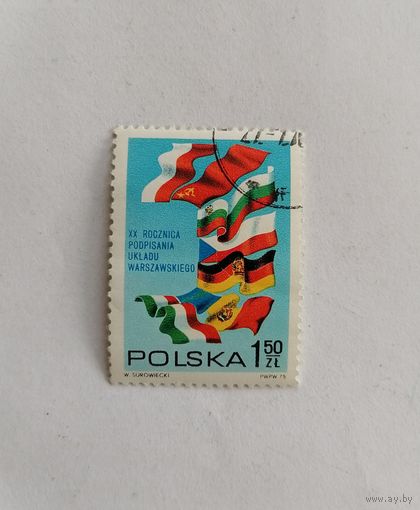 XX ROCZNICA
PODPISANIA
UKŁADU
WARSZAWSKIEGO
POLSKA 1 50 ZŁ
W. SUROWIECKI
PWPW 75
www.ay.by